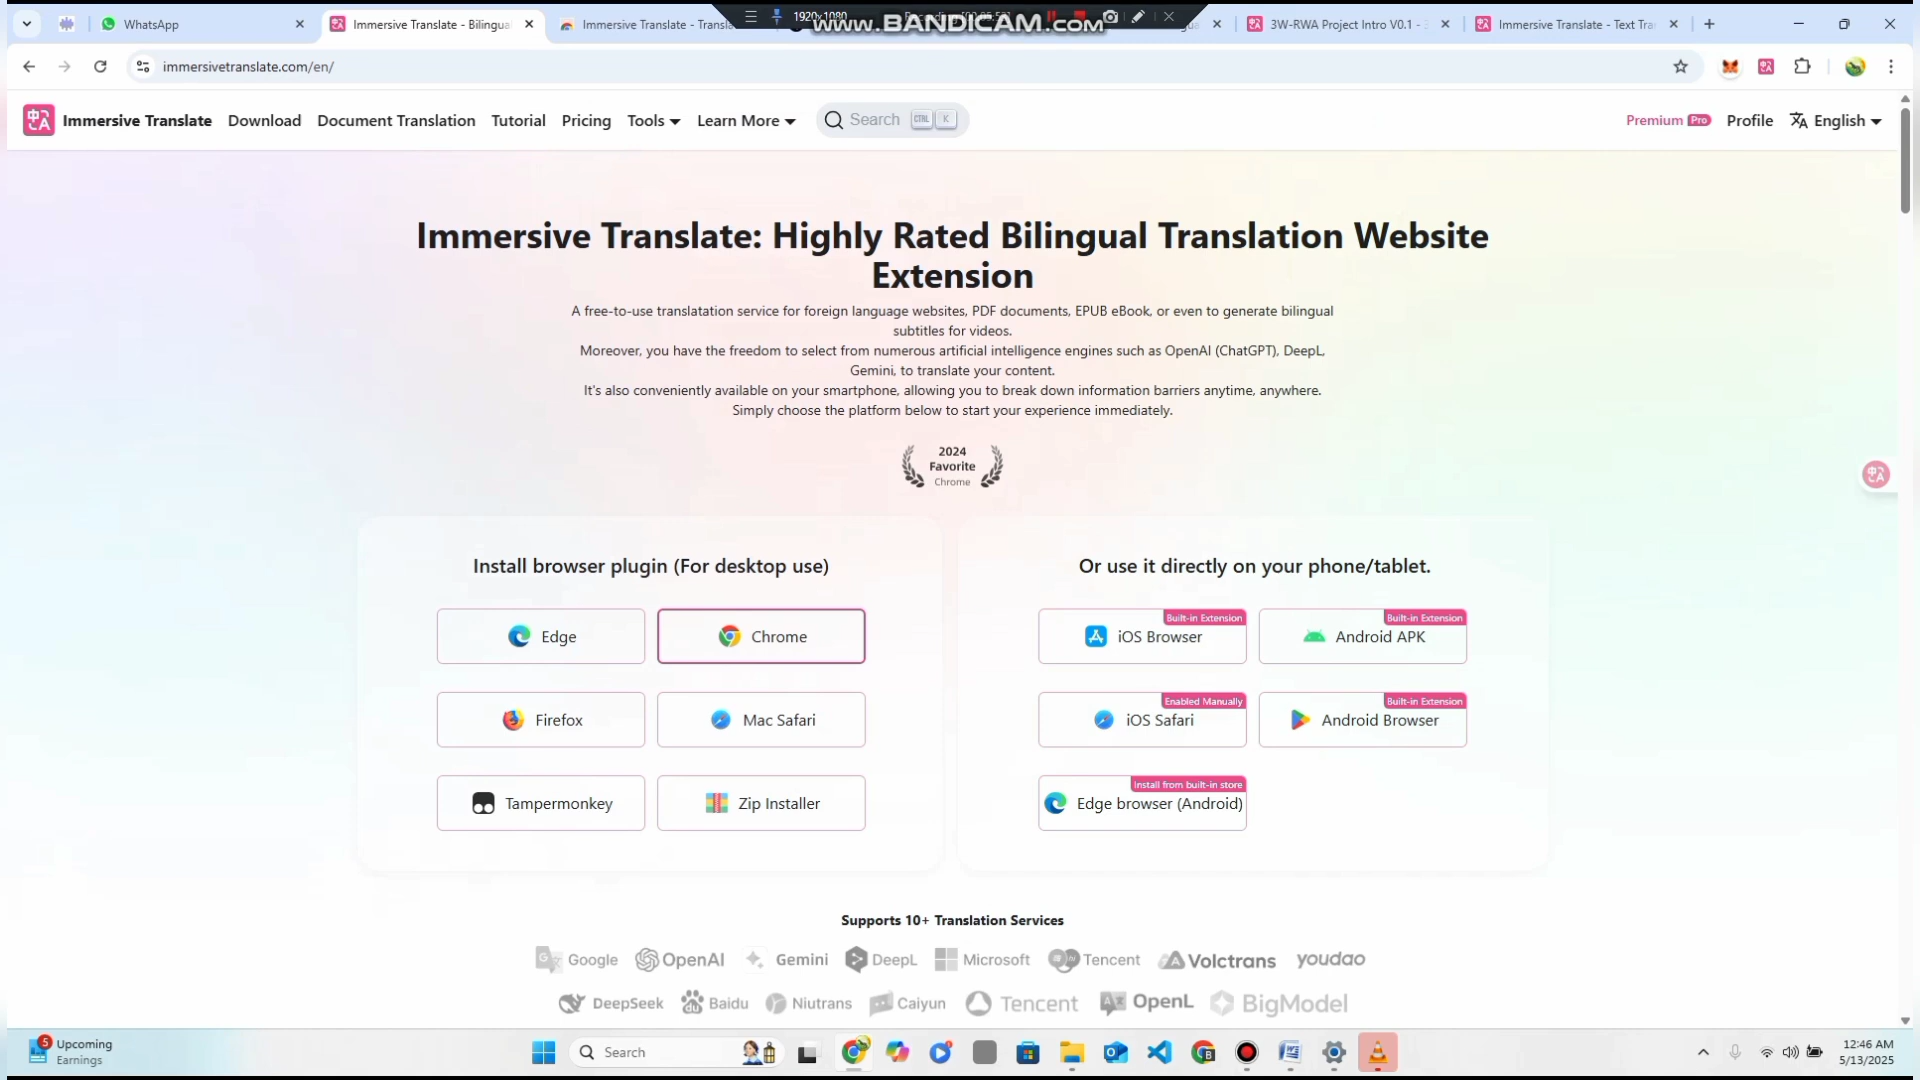 WhatsApp
Immersive Translate - Bilingua
Immersive Translate - Transl
1920x1080
www.BANDICAM.com
3W-RWA Project Intro V0.1 - 3
Immersive Translate - Text Tra
immersivetranslate.com/en/
Immersive Translate
Download
Document Translation
Tutorial
Pricing
Tools
Learn More
Search CTRL K
Premium Pro
Profile
English
Immersive Translate: Highly Rated Bilingual Translation Website
Extension
A free-to-use translatation service for foreign language websites, PDF documents, EPUB eBook, or even to generate bilingual
subtitles for videos.
Moreover, you have the freedom to select from numerous artificial intelligence engines such as OpenAI (ChatGPT), DeepL,
Gemini, to translate your content.
It's also conveniently available on your smartphone, allowing you to break down information barriers anytime, anywhere.
Simply choose the platform below to start your experience immediately.
2024
Favorite
Chrome
Install browser plugin (For desktop use)
Edge
Chrome
Firefox
Mac Safari
Tampermonkey
Zip Installer
Or use it directly on your phone/tablet.
Built-in Extension
iOS Browser
Built-in Extension
Android APK
Enabled Manually
iOS Safari
Built-in Extension
Android Browser
Install from built-in store
Edge browser (Android)
Supports 10+ Translation Services
Google
OpenAI
Gemini
DeepL
Microsoft
Tencent
Volctrans
youdao
DeepSeek
Baidu
Niutrans
Caiyun
Tencent
OpenL
BigModel
5
Upcoming
Earnings
Search
12:46 AM
5/13/2025